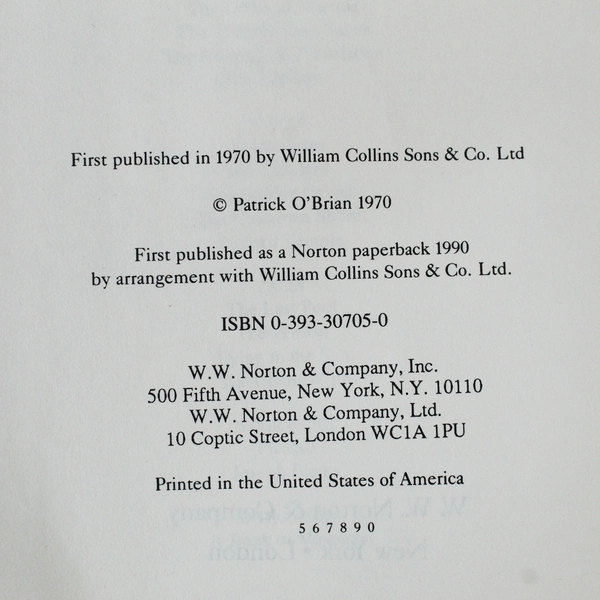 First published in 1970 by William Collins Sons & Co. Ltd
© Patrick O'Brian 1970
First published as a Norton paperback 1990
by arrangement with William Collins Sons & Co. Ltd.
ISBN 0-393-30705-0
W.W. Norton & Company, Inc.
500 Fifth Avenue, New York, N.Y. 10110
W.W. Norton & Company, Ltd.
10 Coptic Street, London WC1A 1PU
Printed in the United States of America
5 6 7 8 9 0